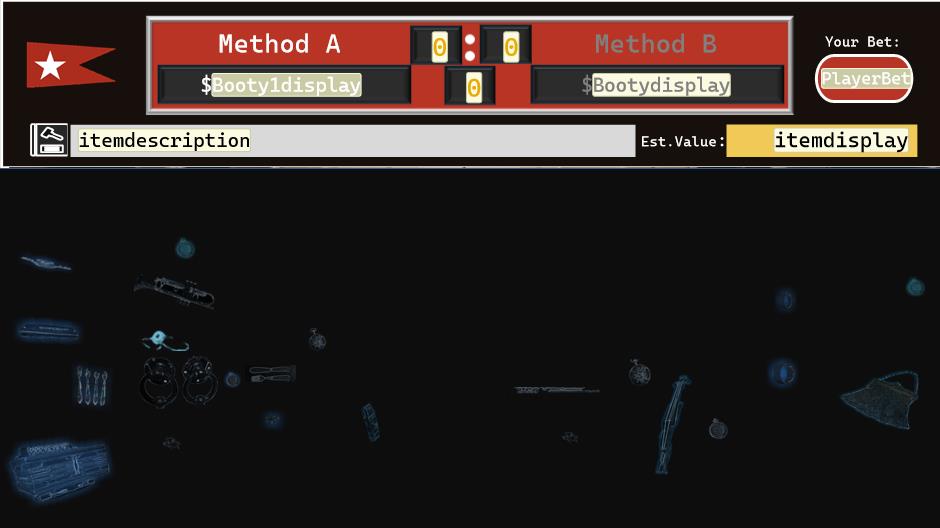 Method A
0 : 0
Method B
Your Bet:
$Booty1display
0
$Bootydisplay
PlayerBet
itemdescription
Est.Value:
itemdisplay